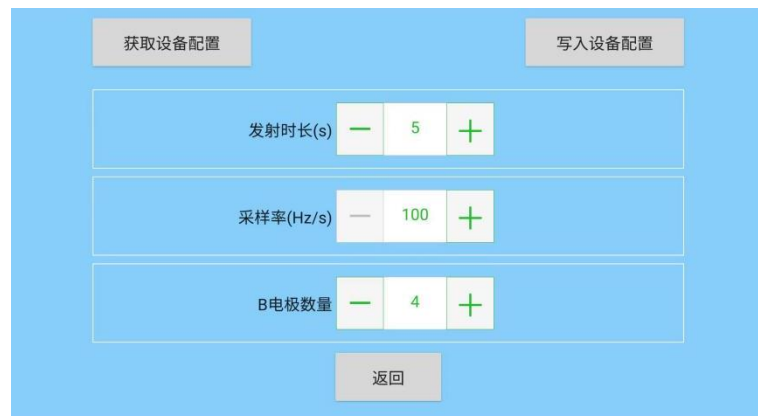 获取设备配置 写入设备配置
发射时长(s) — 5 +
采样率(Hz/s) — 100 +
B电极数量 — 4 +
返回